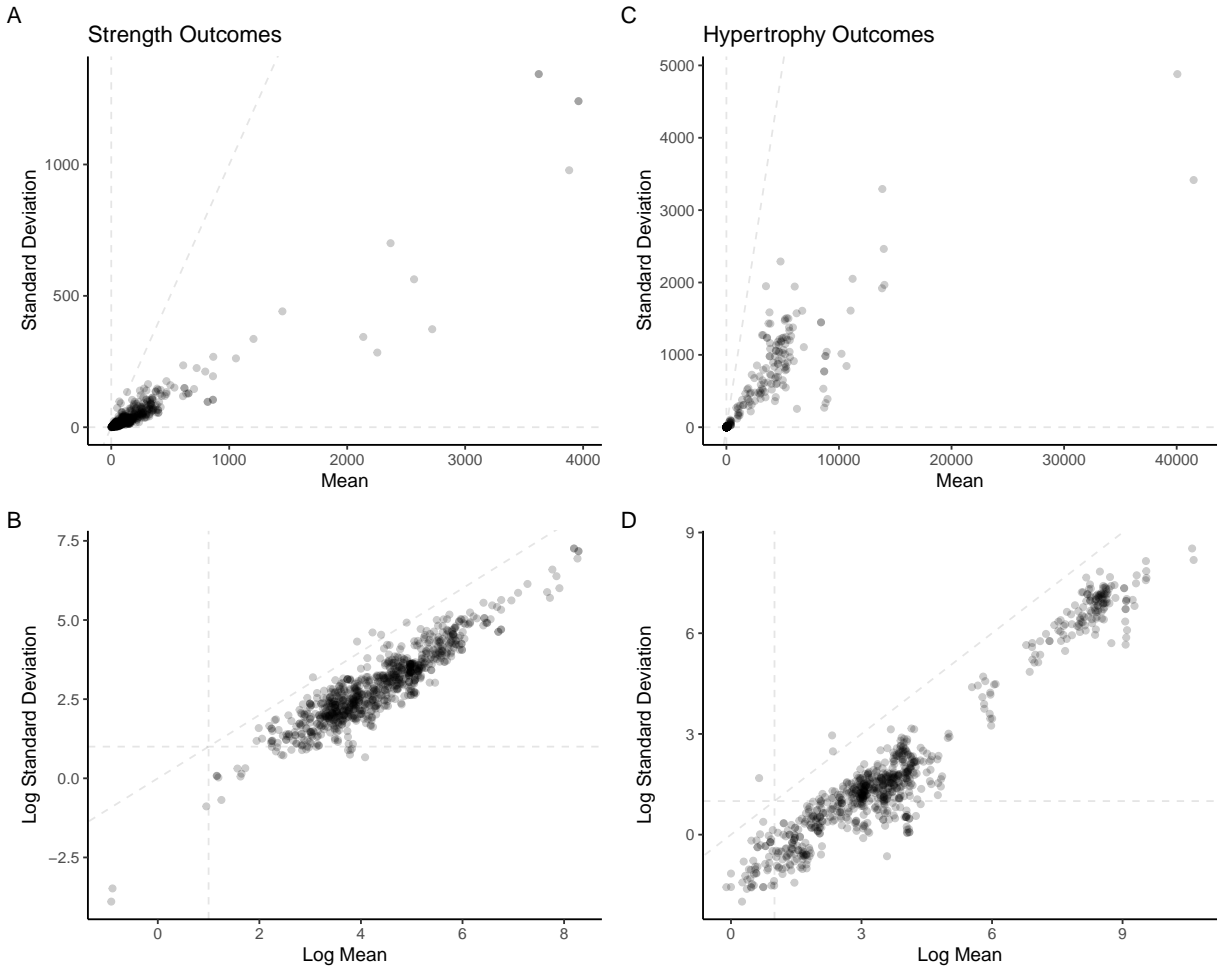 A
Strength Outcomes
1000
500
0
Standard Deviation
0 1000 2000 3000 4000
Mean
C
Hypertrophy Outcomes
5000
4000
3000
2000
1000
0
Standard Deviation
0 10000 20000 30000 40000
Mean
B
7.5
5.0
2.5
0.0
−2.5
Log Standard Deviation
0 2 4 6 8
Log Mean
D
9
6
3
0
Log Standard Deviation
0 3 6 9
Log Mean